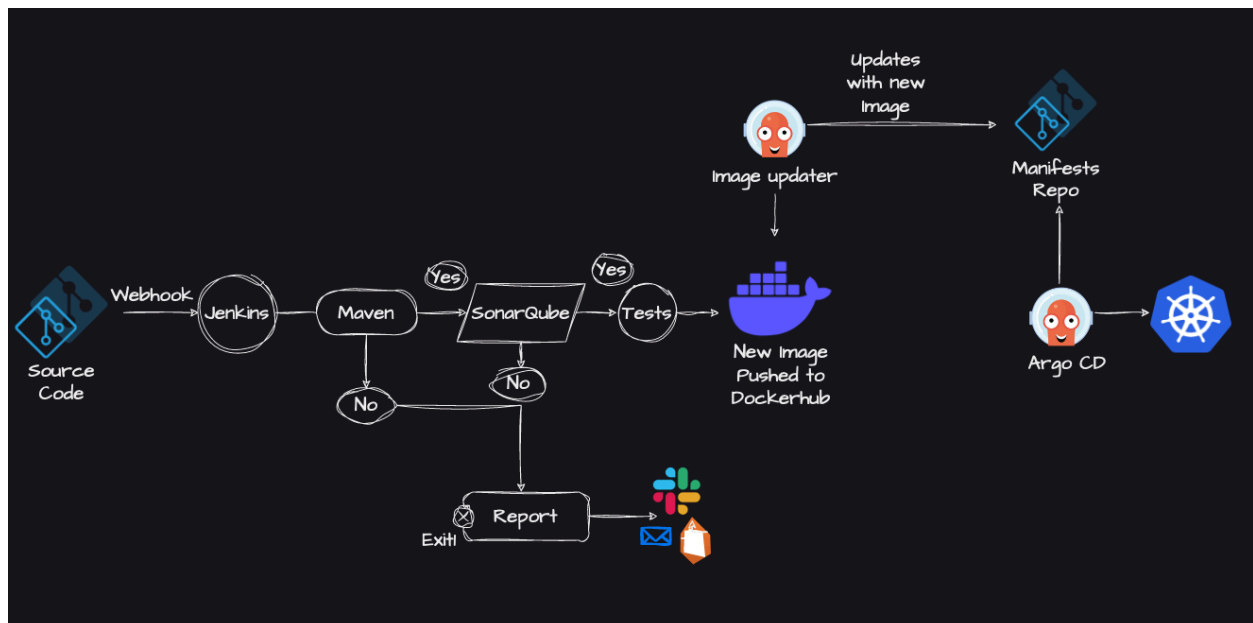 Updates
with new
Image
Image updater
Manifests
Repo
Webhook
Jenkins
Maven
Yes
SonarQube
Yes
Tests
Source
Code
No
No
New Image
Pushed to
Dockerhub
Argo CD
Report
Exit!